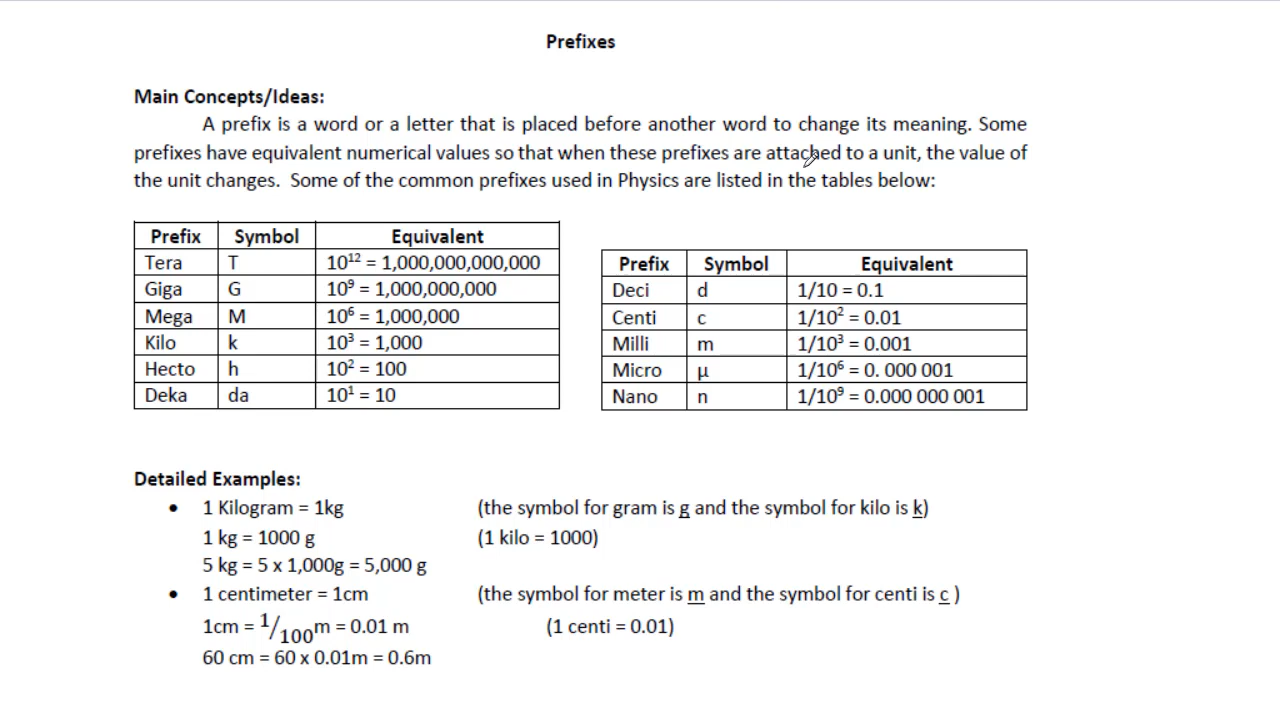 Prefixes
Main Concepts/Ideas:
A prefix is a word or a letter that is placed before another word to change its meaning. Some
prefixes have equivalent numerical values so that when these prefixes are attached to a unit, the value of
the unit changes. Some of the common prefixes used in Physics are listed in the tables below:
Prefix Symbol Equivalent
Tera T 10¹² = 1,000,000,000,000
Giga G 10⁹ = 1,000,000,000
Mega M 10⁶ = 1,000,000
Kilo k 10³ = 1,000
Hecto h 10² = 100
Deka da 10¹ = 10
Prefix Symbol Equivalent
Deci d 1/10 = 0.1
Centi c 1/10² = 0.01
Milli m 1/10³ = 0.001
Micro µ 1/10⁶ = 0. 000 001
Nano n 1/10⁹ = 0.000 000 001
Detailed Examples:
• 1 Kilogram = 1kg (the symbol for gram is g and the symbol for kilo is k)
1 kg = 1000 g (1 kilo = 1000)
5 kg = 5 x 1,000g = 5,000 g
• 1 centimeter = 1cm (the symbol for meter is m and the symbol for centi is c )
1cm = 1/100m = 0.01 m (1 centi = 0.01)
60 cm = 60 x 0.01m = 0.6m